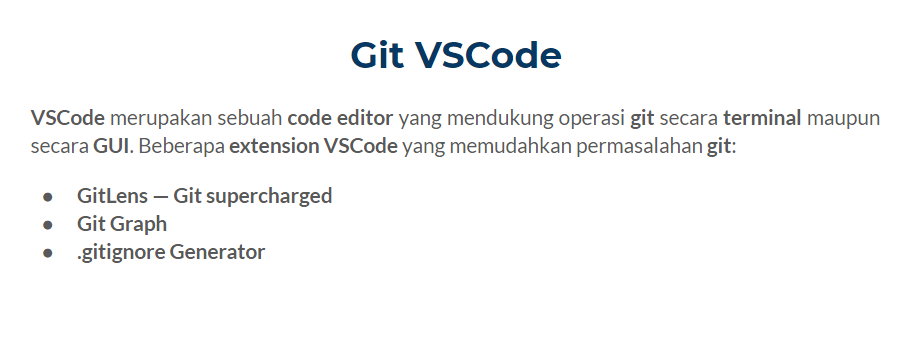 Git VSCode
VSCode merupakan sebuah code editor yang mendukung operasi git secara terminal maupun
secara GUI. Beberapa extension VSCode yang memudahkan permasalahan git:
● GitLens — Git supercharged
● Git Graph
● .gitignore Generator